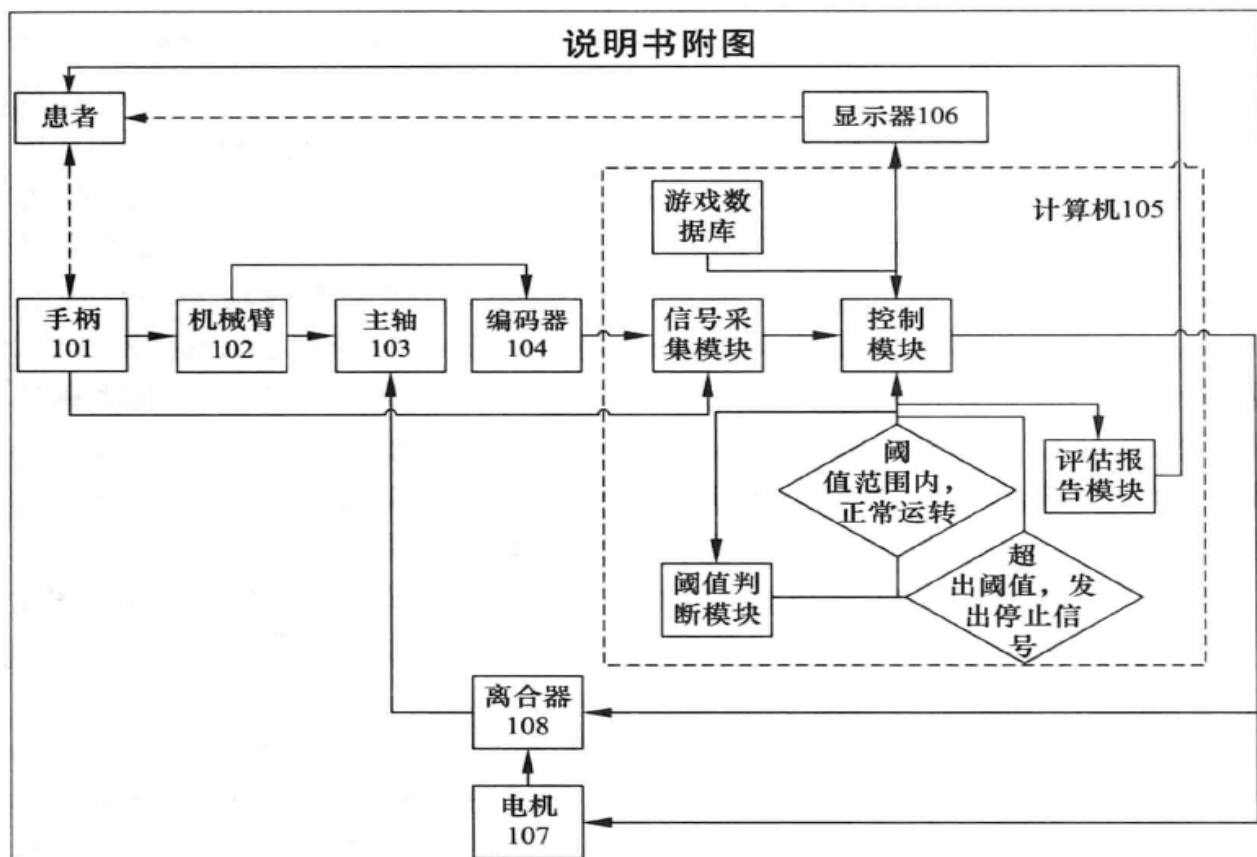 说明书附图
患者
显示器106
游戏数
据库
计算机105
手柄
101
机械臂
102
主轴
103
编码器
104
信号采
集模块
控制
模块
阈
值范围内，
正常运转
评估报
告模块
阈值判
断模块
超
出阈值，发
出停止信
号
离合器
108
电机
107